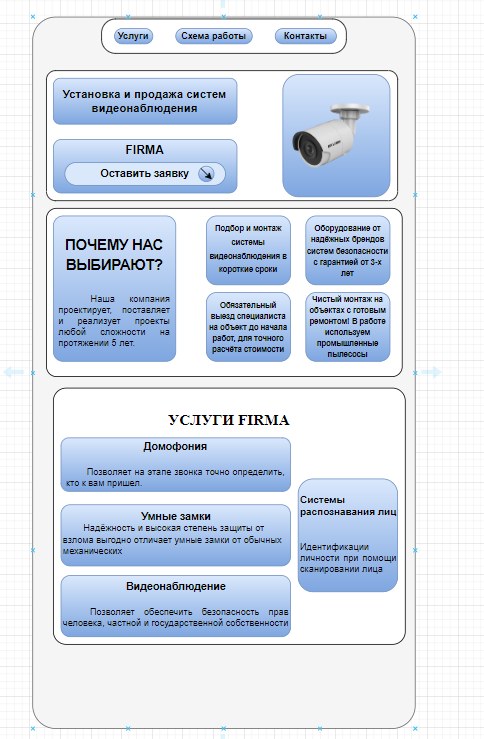 Услуги
Схема работы
Контакты
Установка и продажа систем
видеонаблюдения
FIRMA
Оставить заявку
ПОЧЕМУ НАС
ВЫБИРАЮТ?
Наша компания
проектирует, поставляет
и реализует проекты
любой сложности на
протяжении 5 лет.
Подбор и монтаж
системы
видеонаблюдения в
короткие сроки
Оборудование от
надёжных брендов
систем безопасности
с гарантией от 3-х
лет
Обязательный
выезд специалиста
на объект до начала
работ, для точного
расчёта стоимости
Чистый монтаж на
объектах с готовым
ремонтом! В работе
используем
промышленные
пылесосы
УСЛУГИ FIRMA
Домофония
Позволяет на этапе звонка точно определить,
кто к вам пришел.
Умные замки
Надёжность и высокая степень защиты от
взлома выгодно отличает умные замки от обычных
механических
Видеонаблюдение
Позволяет обеспечить безопасность прав
человека, частной и государственной собственности
Системы
распознавания лиц
Идентификации
личности при помощи
сканировании лица